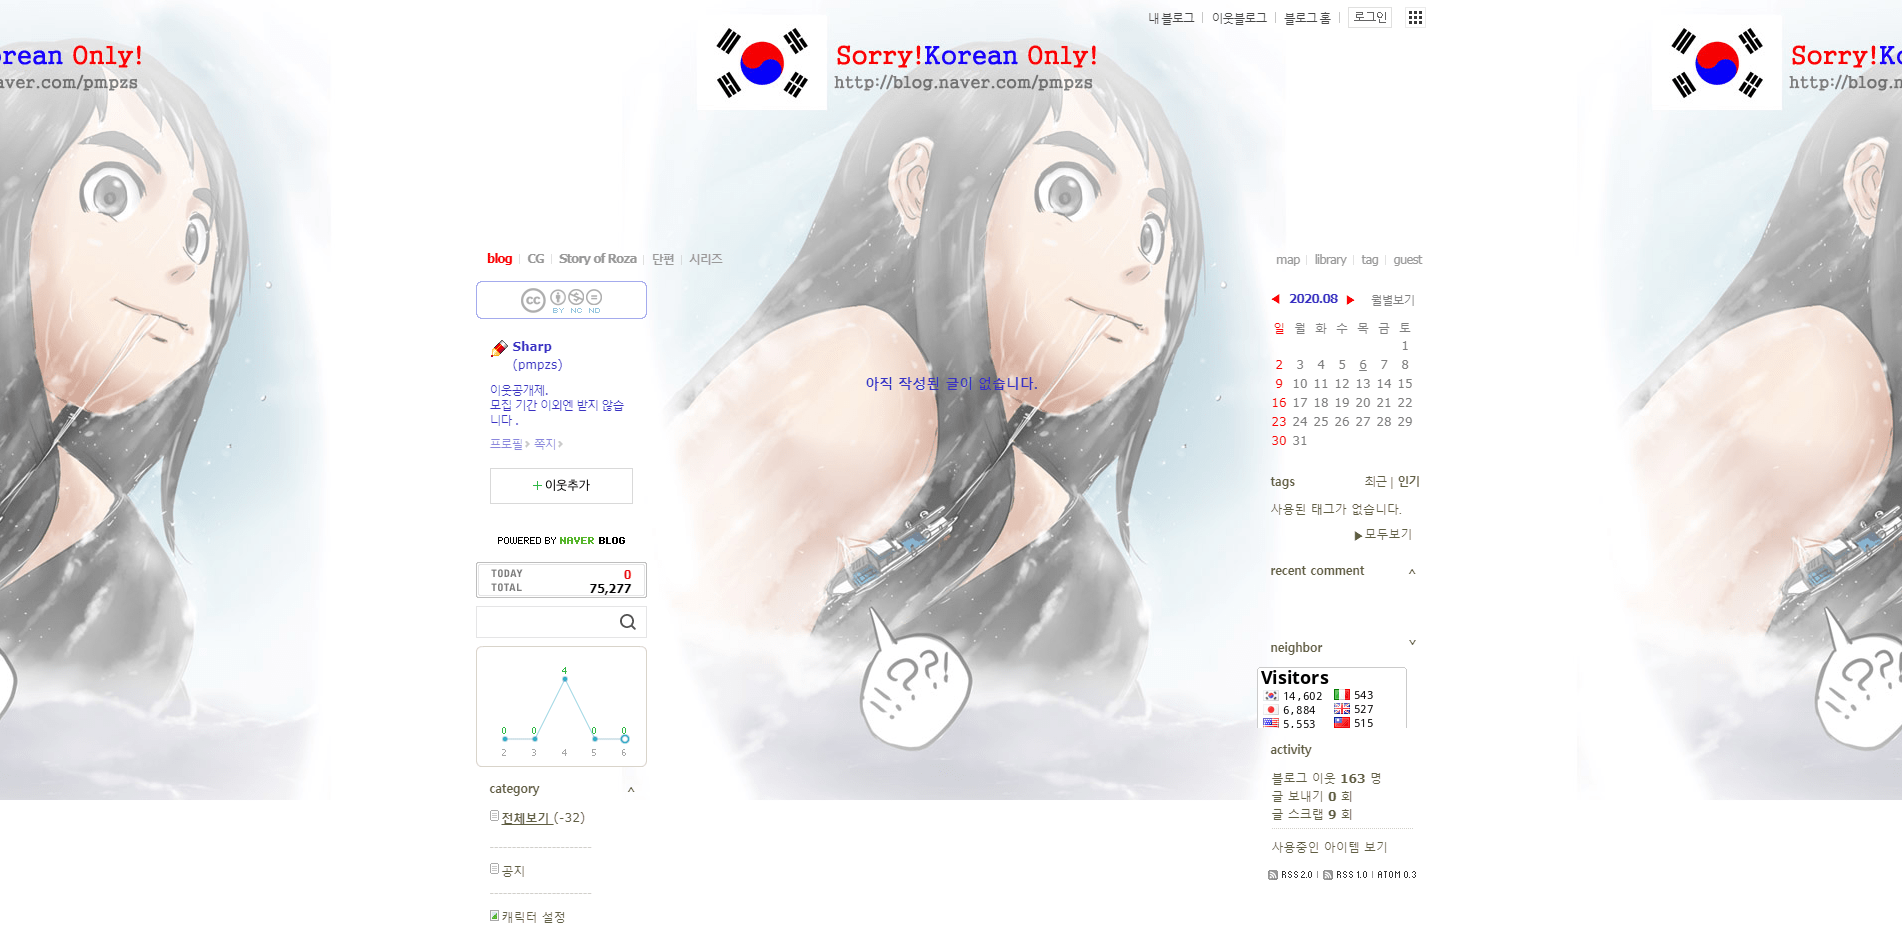 내 블로그 이웃블로그 블로그 홈 로그인
orean Only!
aver.com/pmpzs
Sorry!Korean Only!
http://blog.naver.com/pmpzs
Sorry!Ko
http://blog.n
blog CG Story of Roza 단편 시리즈
map library tag guest
cc
BY NC ND
Sharp
(pmpzs)
이웃공개제.
모집 기간 이외엔 받지 않습
니다 .
프로필 쪽지
+ 이웃추가
POWERED BY NAVER BLOG
TODAY 0
TOTAL 75,277
4
0 0 0 0
2 3 4 5 6
category
전체보기 (-32)
공지
캐릭터 설정
아직 작성된 글이 없습니다.
!??!
??
2020.08 월별보기
일 월 화 수 목 금 토
1
2 3 4 5 6 7 8
9 10 11 12 13 14 15
16 17 18 19 20 21 22
23 24 25 26 27 28 29
30 31
tags 최근 | 인기
사용된 태그가 없습니다.
▶모두보기
recent comment
neighbor
Visitors
14,602 543
6,884 527
5,553 515
activity
블로그 이웃 163 명
글 보내기 0 회
글 스크랩 9 회
사용중인 아이템 보기
RSS 2.0 | RSS 1.0 | ATOM 0.3